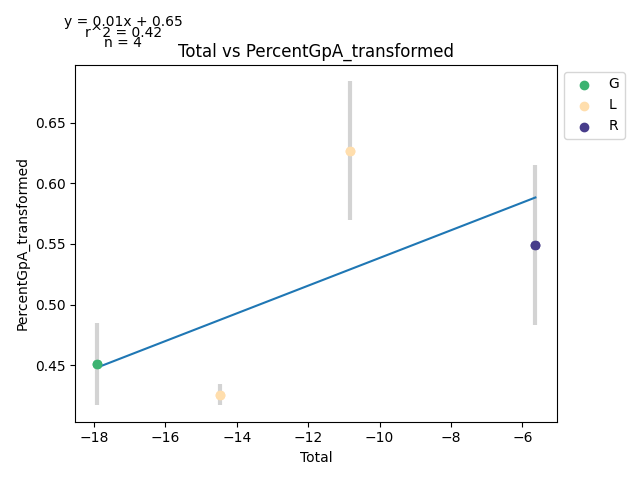 y = 0.01x + 0.65
r^2 = 0.42
n = 4
Total vs PercentGpA_transformed
G
L
R
0.65
0.60
0.55
0.50
0.45
PercentGpA_transformed
−18
−16
−14
−12
−10
−8
−6
Total